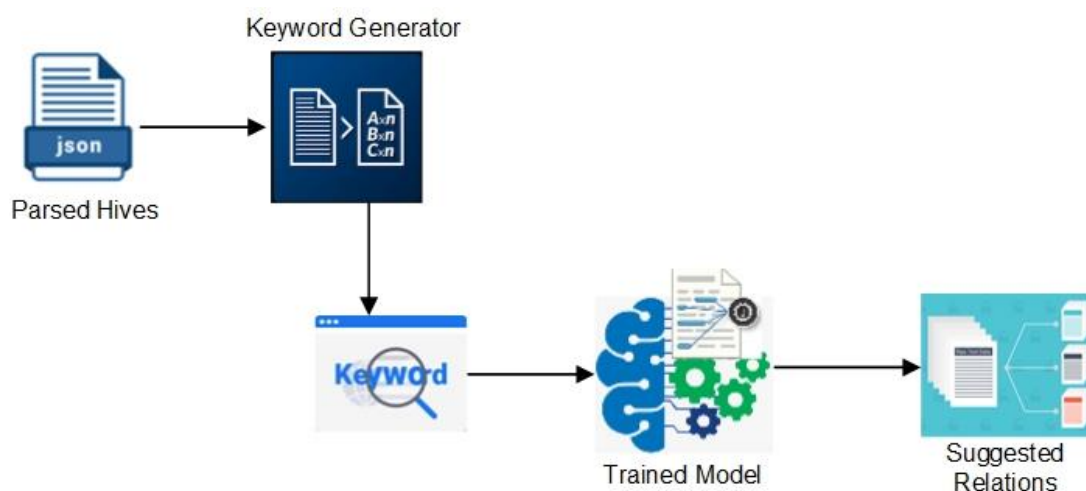 Keyword Generator
json
A×n
B×n
C×n
Parsed Hives
Keyword
Trained Model
Suggested
Relations